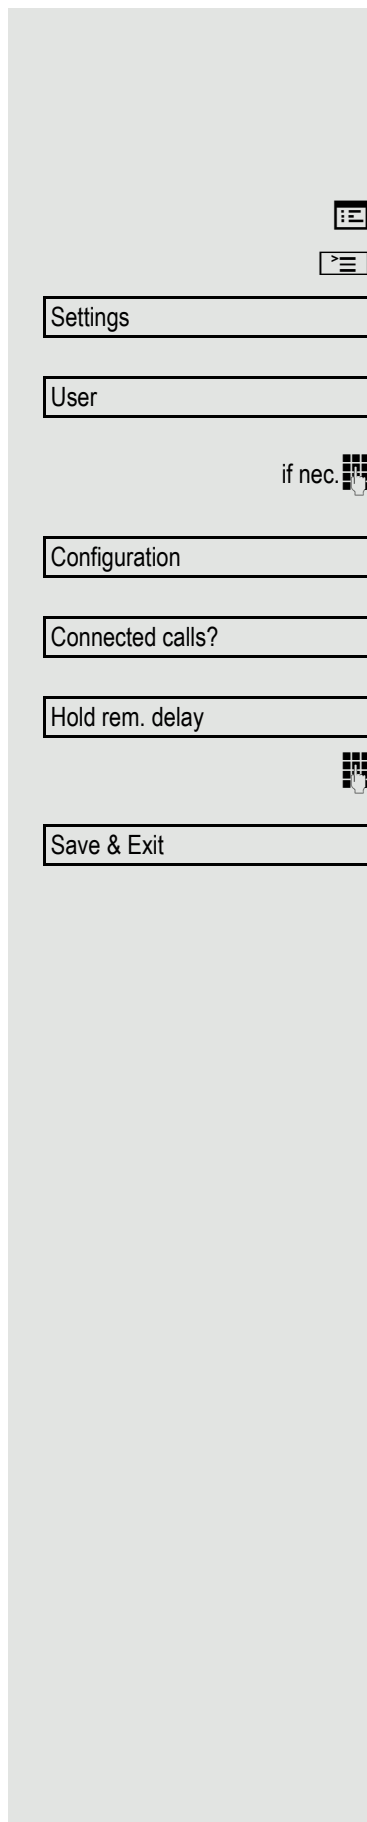 Settings
User
if nec.
Configuration
Connected calls?
Hold rem. delay
Save & Exit